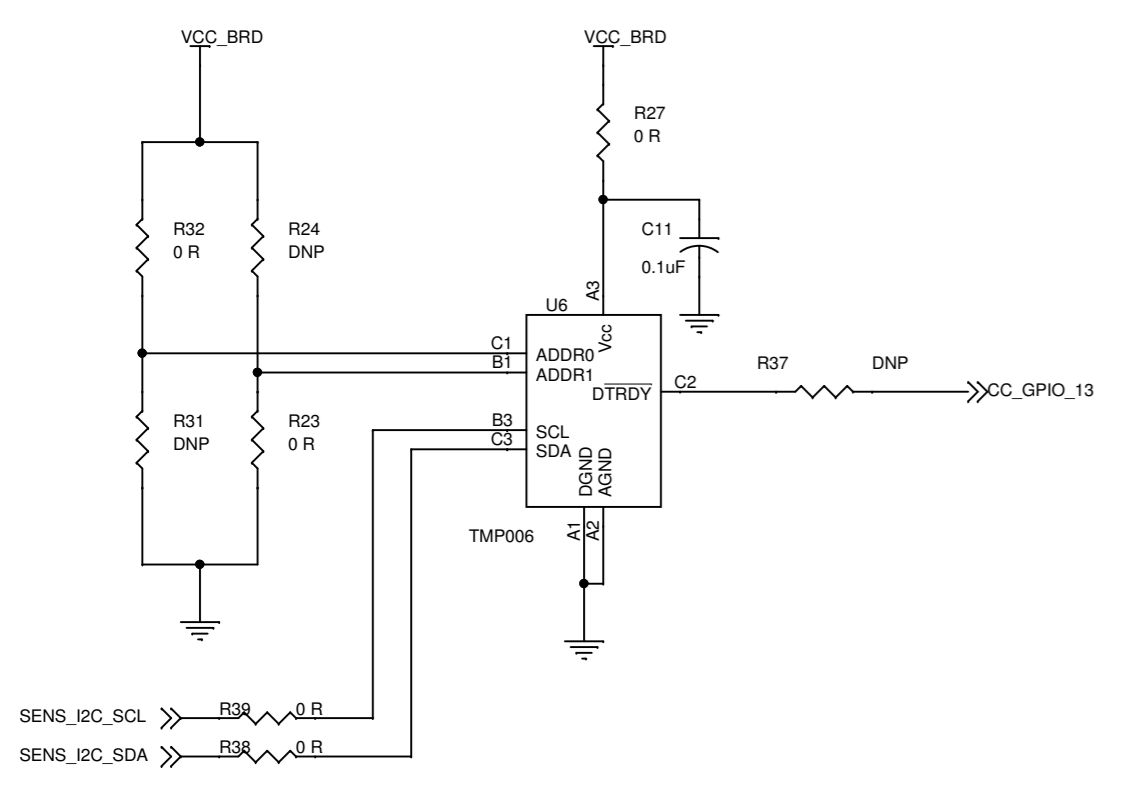 VCC_BRD
VCC_BRD
R27
0 R
R32
0 R
R24
DNP
C11
0.1uF
A3
U6
Vcc
C1
ADDR0
B1
ADDR1
DTRDY
C2
R37
DNP
CC_GPIO_13
R31
DNP
R23
0 R
B3
SCL
C3
SDA
DGND
AGND
TMP006
A1
A2
SENS_I2C_SCL
R39
0 R
SENS_I2C_SDA
R38
0 R